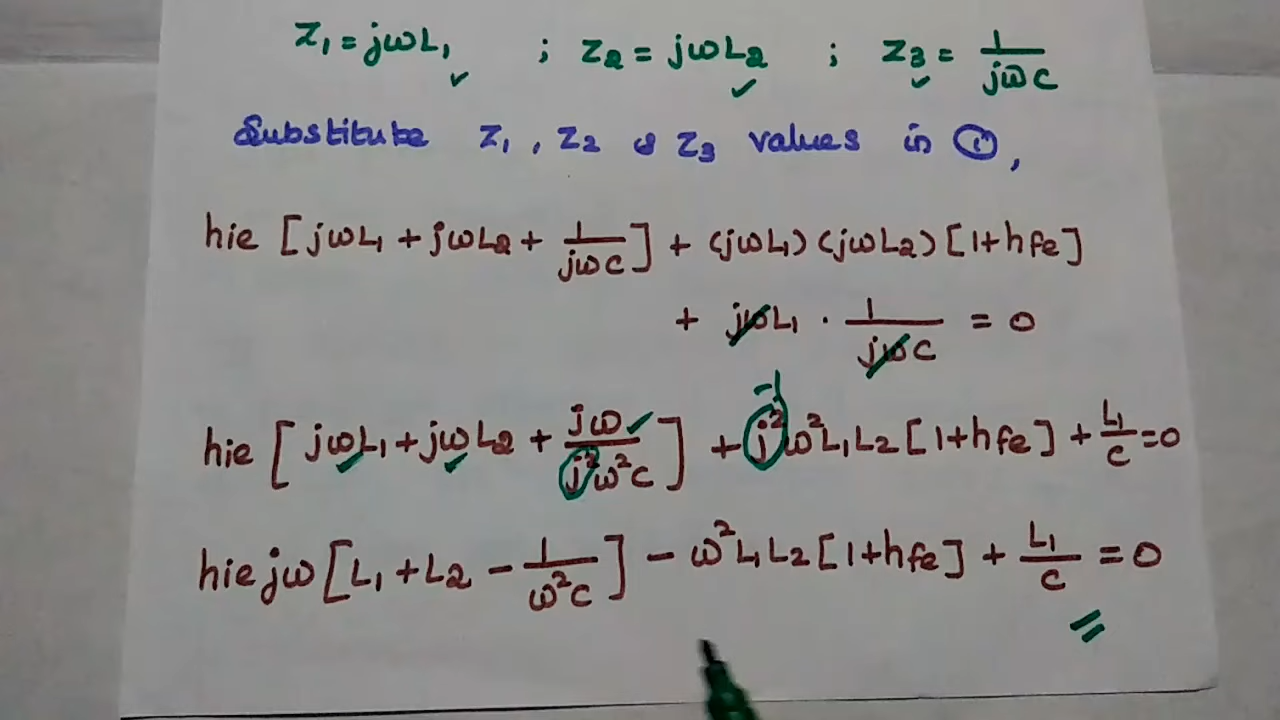 Z₁ = jωL₁ ; Z₂ = jωL₂ ; Z₃ = 1/jωC
Substitute Z₁ , Z₂ & Z₃ values in ①,
hie [jωL₁ + jωL₂ + 1/jωC] + (jωL₁) (jωL₂) [1+hfe]
+ jωL₁ · 1/jωC = 0
-1
hie [jωL₁ + jωL₂ + jω/j²ω²C] + j²ω²L₁L₂ [1+hfe] + L₁/C = 0
hie jω [L₁ + L₂ - 1/ω²C] - ω²L₁L₂ [1+hfe] + L₁/C = 0